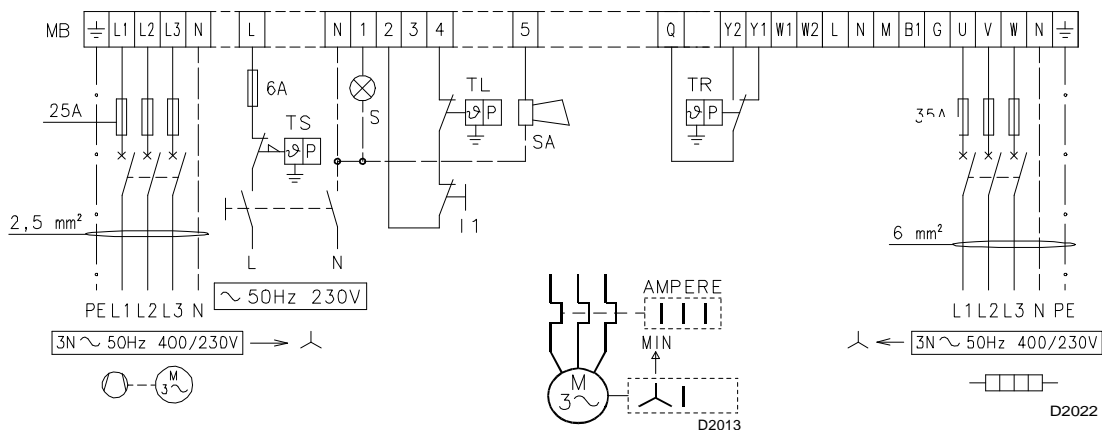 MB ⏚ L1 L2 L3 N L N 1 2 3 4 5 Q Y2 Y1 W1 W2 L N M B1 G U V W N ⏚
25A
6A
TS
ϑ P
S
TL
ϑ P
SA
TR
ϑ P
35A
I1
2,5 mm²
6 mm²
L N
~ 50Hz 230V
PE L1 L2 L3 N
3N ~ 50Hz 400/230V
M
3~
AMPERE
MIN
M
3~
D2013
L1 L2 L3 N PE
3N ~ 50Hz 400/230V
D2022